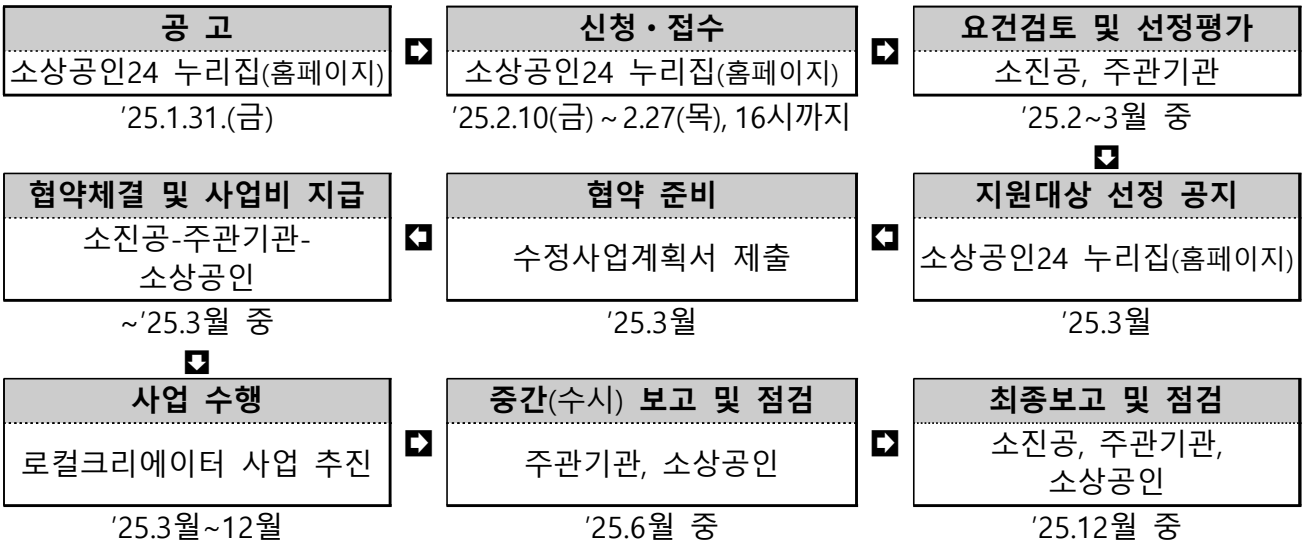 공 고
소상공인24 누리집(홈페이지)
'25.1.31.(금)
신청・접수
소상공인24 누리집(홈페이지)
'25.2.10(금) ~ 2.27(목), 16시까지
요건검토 및 선정평가
소진공, 주관기관
'25.2~3월 중
지원대상 선정 공지
소상공인24 누리집(홈페이지)
'25.3월
협약 준비
수정사업계획서 제출
'25.3월
협약체결 및 사업비 지급
소진공-주관기관-
소상공인
~'25.3월 중
사업 수행
로컬크리에이터 사업 추진
'25.3월~12월
중간(수시) 보고 및 점검
주관기관, 소상공인
'25.6월 중
최종보고 및 점검
소진공, 주관기관,
소상공인
'25.12월 중